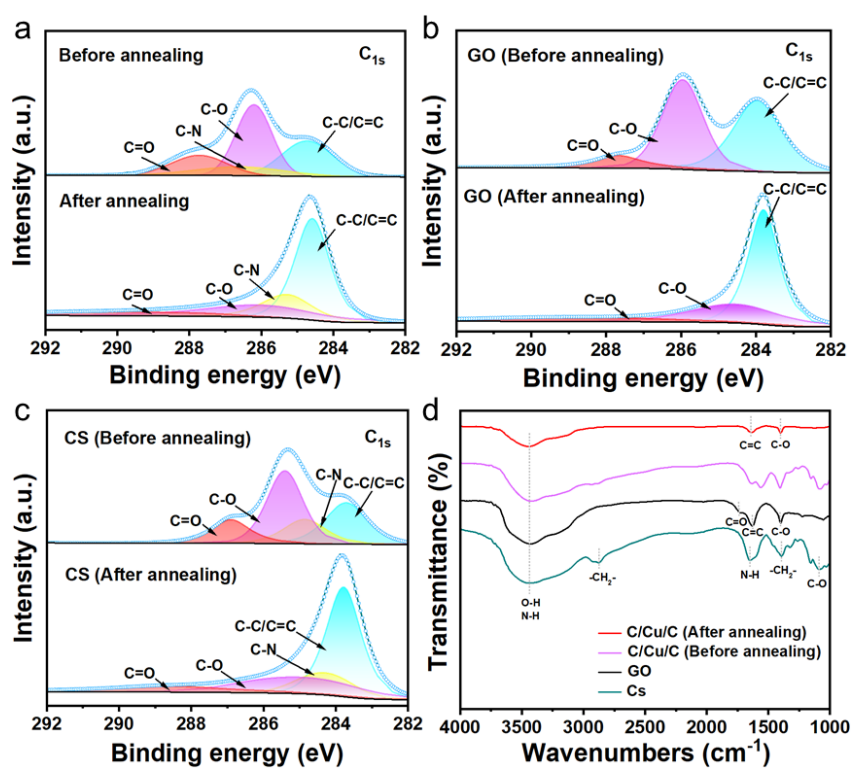 a
Before annealing
C1s
C-O
C-N
C=O
C-C/C=C
After annealing
C-C/C=C
C-N
C-O
C=O
Intensity (a.u.)
292 290 288 286 284 282
Binding energy (eV)
b
GO (Before annealing)
C1s
C-C/C=C
C-O
C=O
GO (After annealing)
C-C/C=C
C-O
C=O
Intensity (a.u.)
292 290 288 286 284 282
Binding energy (eV)
c
CS (Before annealing)
C1s
C-N
C-C/C=C
C-O
C=O
CS (After annealing)
C-C/C=C
C-N
C-O
C=O
Intensity (a.u.)
292 290 288 286 284 282
Binding energy (eV)
d
C=C C-O
C=O
C=C C-O
-CH2-
N-H -CH2-
C-O
O-H
N-H
C/Cu/C (After annealing)
C/Cu/C (Before annealing)
GO
Cs
Transmittance (%)
4000 3500 3000 2500 2000 1500 1000
Wavenumbers (cm-1)